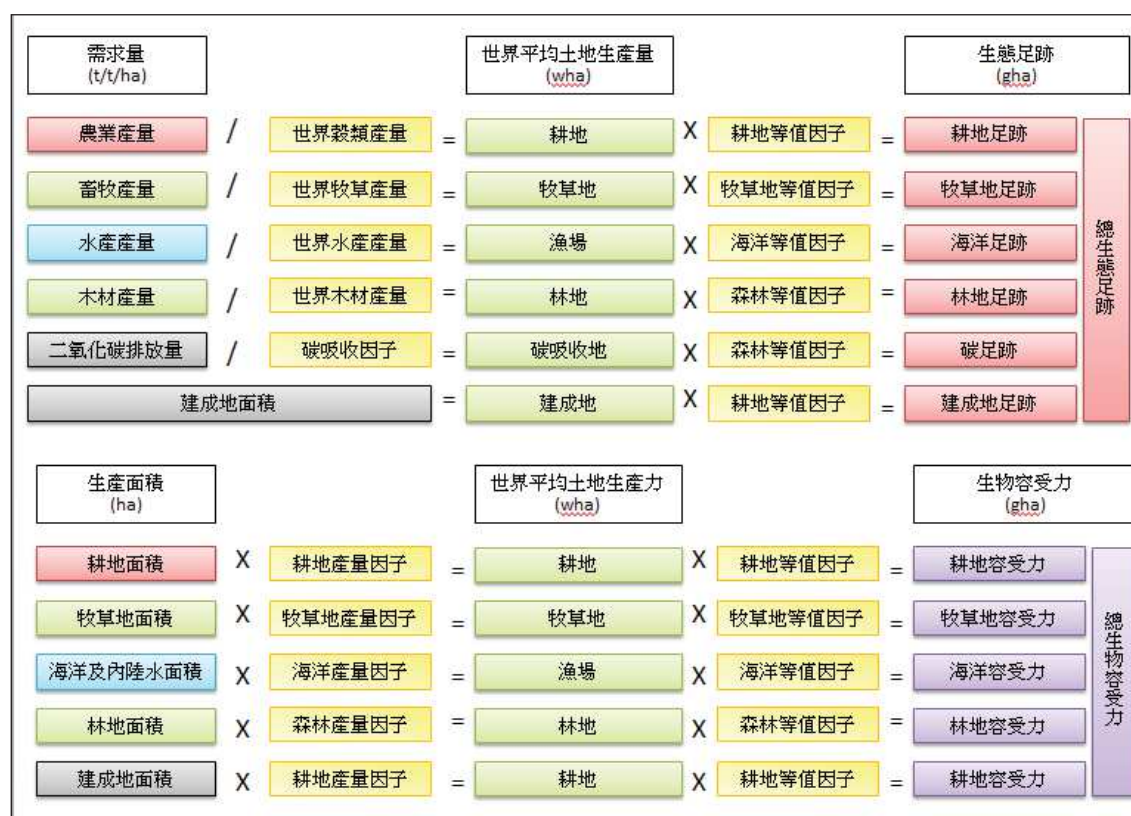 需求量
(t/t/ha)
世界平均土地生產量
(wha)
生態足跡
(gha)
農業產量 / 世界穀類產量 = 耕地 X 耕地等值因子 = 耕地足跡
畜牧產量 / 世界牧草產量 = 牧草地 X 牧草地等值因子 = 牧草地足跡
水產產量 / 世界水產產量 = 漁場 X 海洋等值因子 = 海洋足跡
木材產量 / 世界木材產量 = 林地 X 森林等值因子 = 林地足跡
二氧化碳排放量 / 碳吸收因子 = 碳吸收地 X 森林等值因子 = 碳足跡
建成地面積 = 建成地 X 耕地等值因子 = 建成地足跡
總生態足跡
生產面積
(ha)
世界平均土地生產力
(wha)
生物容受力
(gha)
耕地面積 X 耕地產量因子 = 耕地 X 耕地等值因子 = 耕地容受力
牧草地面積 X 牧草地產量因子 = 牧草地 X 牧草地等值因子 = 牧草地容受力
海洋及內陸水面積 X 海洋產量因子 = 漁場 X 海洋等值因子 = 海洋容受力
林地面積 X 森林產量因子 = 林地 X 森林等值因子 = 林地容受力
建成地面積 X 耕地產量因子 = 耕地 X 耕地等值因子 = 耕地容受力
總生物容受力